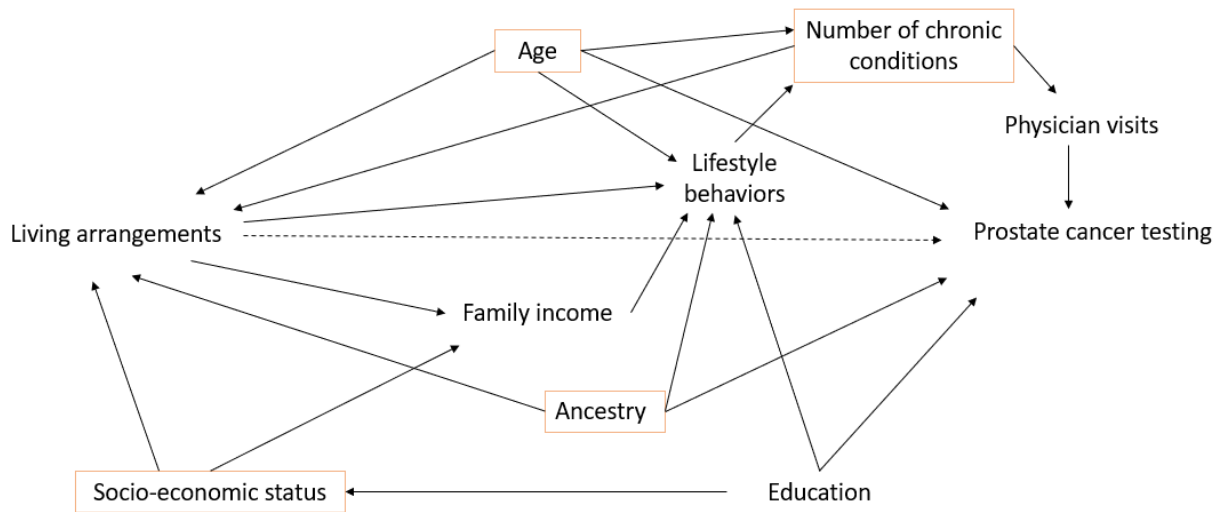 Age
Number of chronic
conditions
Physician visits
Lifestyle
behaviors
Living arrangements
Prostate cancer testing
Family income
Ancestry
Socio-economic status
Education